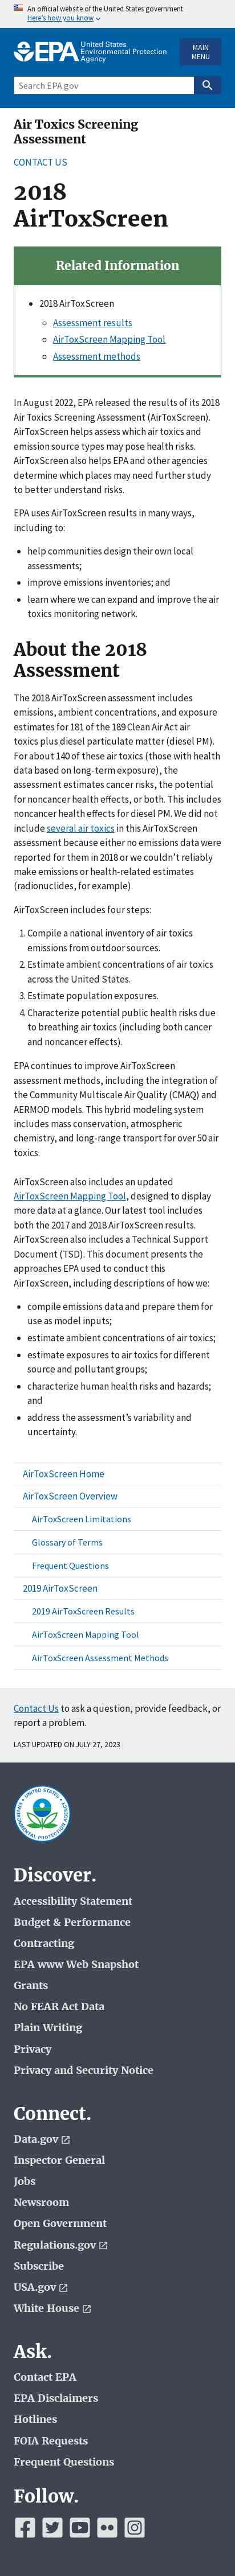 An official website of the United States government
Here's how you know
EPA United States
Environmental Protection
Agency
MAIN
MENU
Search EPA.gov
Air Toxics Screening
Assessment
CONTACT US
2018
AirToxScreen
Related Information
2018 AirToxScreen
Assessment results
AirToxScreen Mapping Tool
Assessment methods
In August 2022, EPA released the results of its 2018
Air Toxics Screening Assessment (AirToxScreen).
AirToxScreen helps assess which air toxics and
emission source types may pose health risks.
AirToxScreen also helps EPA and other agencies
determine which places may need further study
to better understand risks.
EPA uses AirToxScreen results in many ways,
including to:
help communities design their own local
assessments;
improve emissions inventories; and
learn where we can expand and improve the air
toxics monitoring network.
About the 2018
Assessment
The 2018 AirToxScreen assessment includes
emissions, ambient concentrations, and exposure
estimates for 181 of the 189 Clean Air Act air
toxics plus diesel particulate matter (diesel PM).
For about 140 of these air toxics (those with health
data based on long-term exposure), the
assessment estimates cancer risks, the potential
for noncancer health effects, or both. This includes
noncancer health effects for diesel PM. We did not
include several air toxics in this AirToxScreen
assessment because either no emissions data were
reported for them in 2018 or we couldn't reliably
make emissions or health-related estimates
(radionuclides, for example).
AirToxScreen includes four steps:
1. Compile a national inventory of air toxics
emissions from outdoor sources.
2. Estimate ambient concentrations of air toxics
across the United States.
3. Estimate population exposures.
4. Characterize potential public health risks due
to breathing air toxics (including both cancer
and noncancer effects).
EPA continues to improve AirToxScreen
assessment methods, including the integration of
the Community Multiscale Air Quality (CMAQ) and
AERMOD models. This hybrid modeling system
includes mass conservation, atmospheric
chemistry, and long-range transport for over 50 air
toxics.
AirToxScreen also includes an updated
AirToxScreen Mapping Tool, designed to display
more data at a glance. Our latest tool includes
both the 2017 and 2018 AirToxScreen results.
AirToxScreen also includes a Technical Support
Document (TSD). This document presents the
approaches EPA used to conduct this
AirToxScreen, including descriptions of how we:
compile emissions data and prepare them for
use as model inputs;
estimate ambient concentrations of air toxics;
estimate exposures to air toxics for different
source and pollutant groups;
characterize human health risks and hazards;
and
address the assessment's variability and
uncertainty.
AirToxScreen Home
AirToxScreen Overview
AirToxScreen Limitations
Glossary of Terms
Frequent Questions
2019 AirToxScreen
2019 AirToxScreen Results
AirToxScreen Mapping Tool
AirToxScreen Assessment Methods
Contact Us to ask a question, provide feedback, or
report a problem.
LAST UPDATED ON JULY 27, 2023
UNITED STATES ENVIRONMENTAL PROTECTION AGENCY
Discover.
Accessibility Statement
Budget & Performance
Contracting
EPA www Web Snapshot
Grants
No FEAR Act Data
Plain Writing
Privacy
Privacy and Security Notice
Connect.
Data.gov
Inspector General
Jobs
Newsroom
Open Government
Regulations.gov
Subscribe
USA.gov
White House
Ask.
Contact EPA
EPA Disclaimers
Hotlines
FOIA Requests
Frequent Questions
Follow.